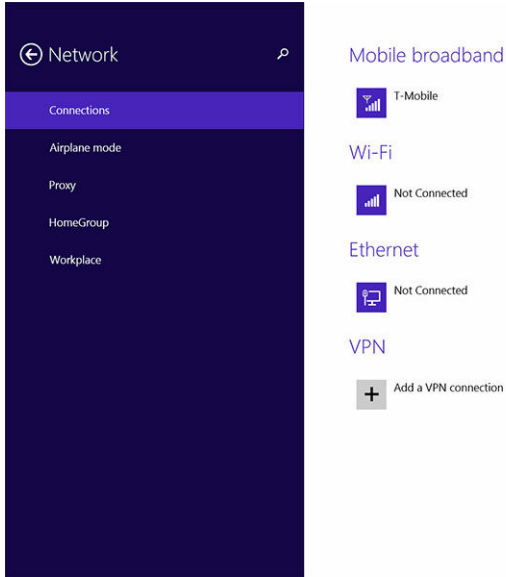 Network
Connections
Airplane mode
Proxy
HomeGroup
Workplace
Mobile broadband
T-Mobile
Wi-Fi
Not Connected
Ethernet
Not Connected
VPN
Add a VPN connection